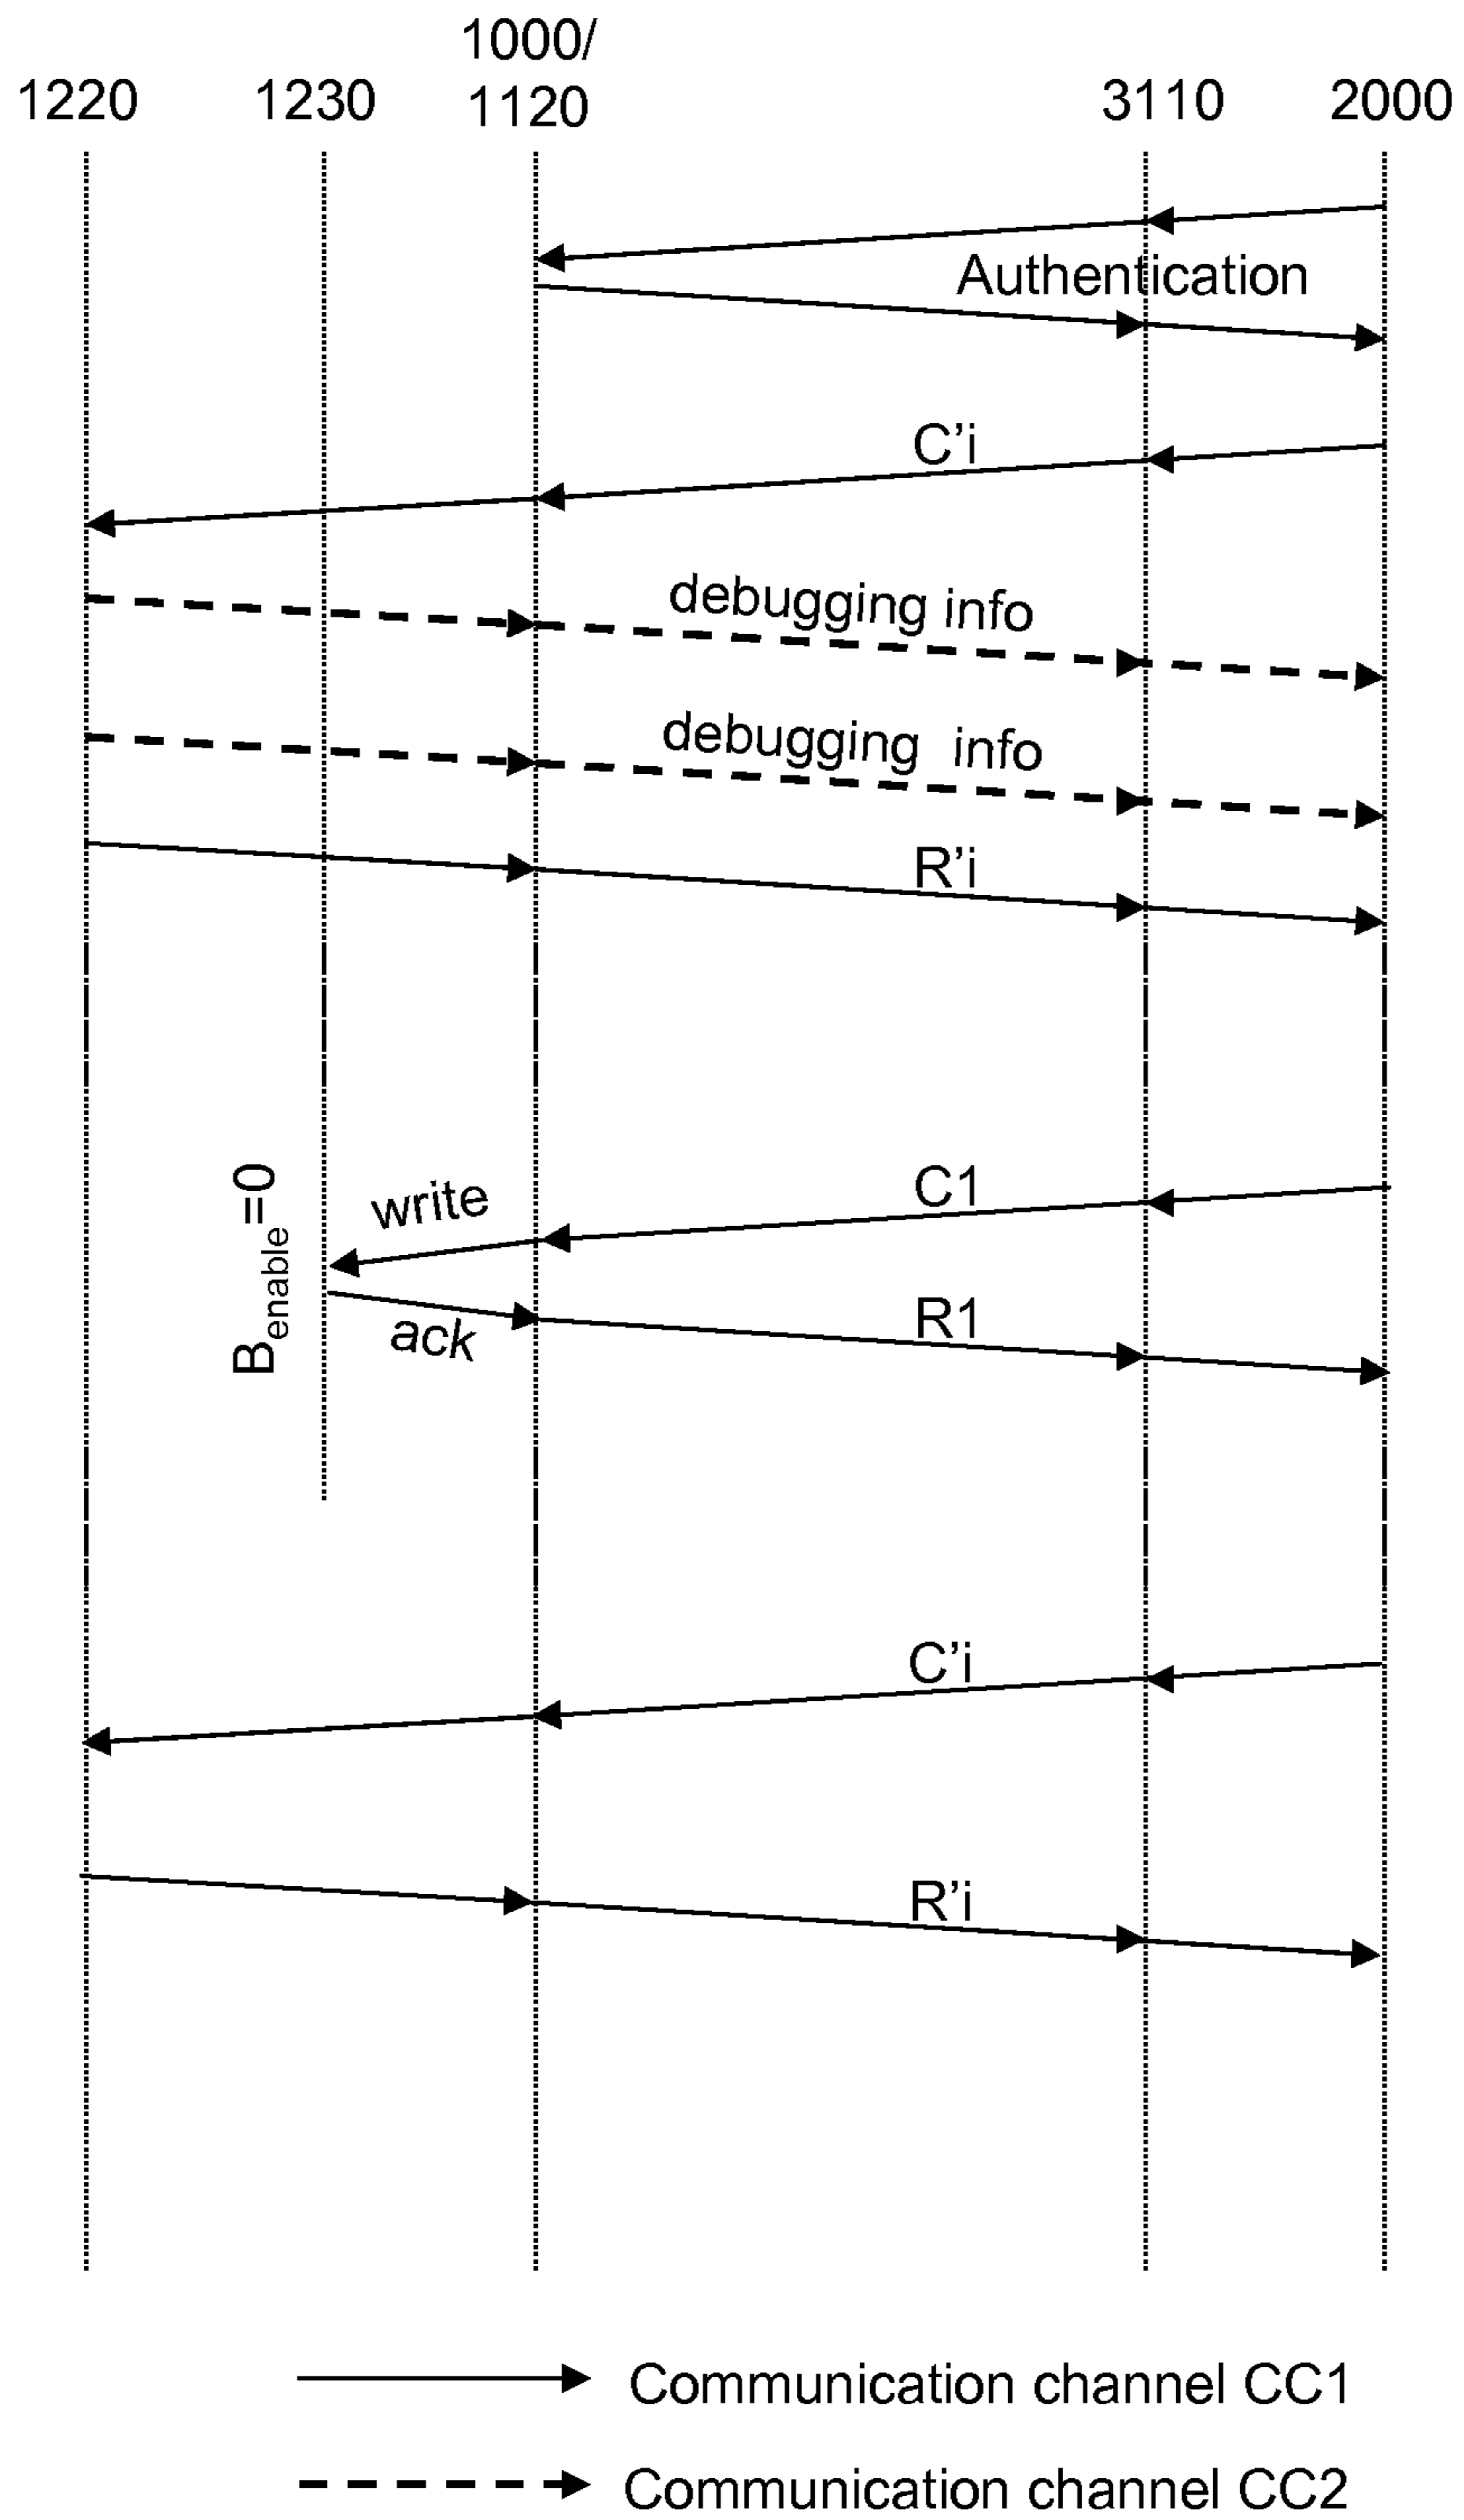 1220 1230 1000/ 3110 2000
1120
Authentication
C’i
debugging info
debugging info
R’i
C1
write
Benable=0
R1
ack
C’i
R’i
Communication channel CC1
Communication channel CC2